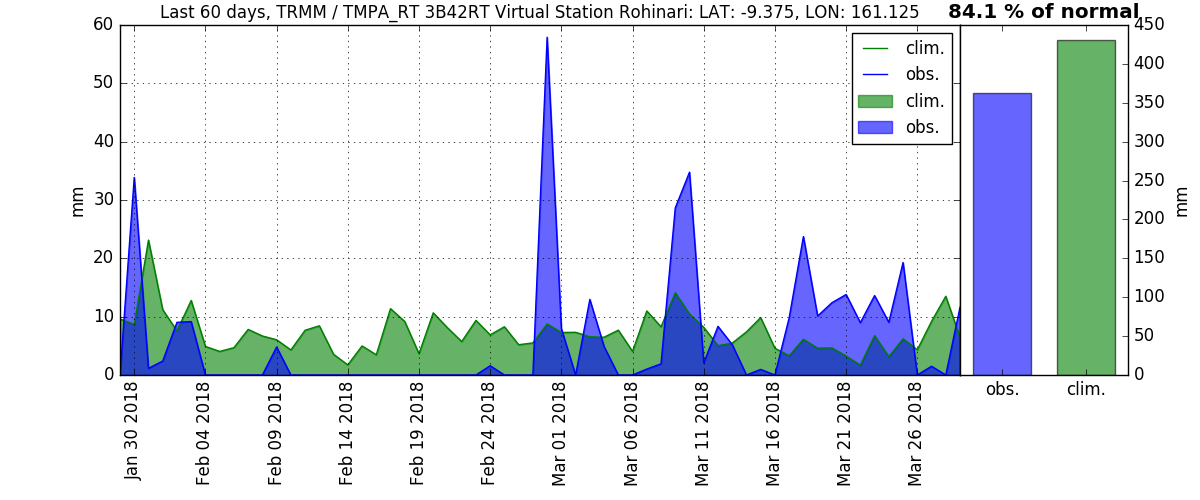 Last 60 days, TRMM / TMPA_RT 3B42RT Virtual Station Rohinari: LAT: -9.375, LON: 161.125
84.1 % of normal
60
50
40
30
20
10
0
mm
clim.
obs.
clim.
obs.
Jan 30 2018
Feb 04 2018
Feb 09 2018
Feb 14 2018
Feb 19 2018
Feb 24 2018
Mar 01 2018
Mar 06 2018
Mar 11 2018
Mar 16 2018
Mar 21 2018
Mar 26 2018
450
400
350
300
250
200
150
100
50
0
mm
obs.
clim.